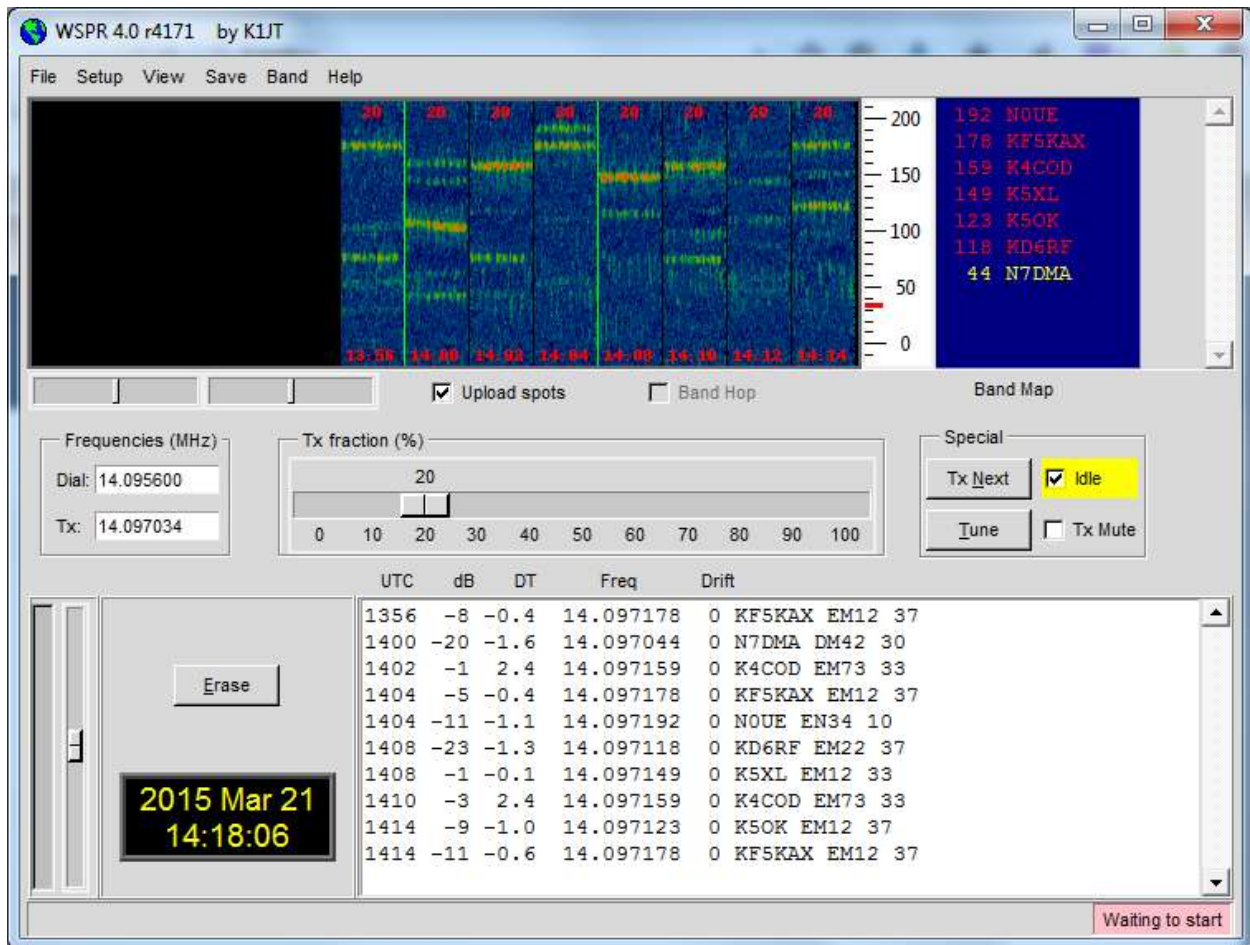 WSPR 4.0 r4171 by K1JT
File Setup View Save Band Help
20 20 20 20 20 20 20 20
13:56 14:00 14:02 14:04 14:08 14:10 14:12 14:14
200
150
100
50
0
192 N0UE
178 KF5KAX
159 K4COD
149 K5XL
123 K5OK
118 KD6RF
44 N7DMA
Upload spots Band Hop Band Map
Frequencies (MHz)
Dial: 14.095600
Tx: 14.097034
Tx fraction (%)
20
0 10 20 30 40 50 60 70 80 90 100
Special
Tx Next Idle
Tune Tx Mute
UTC dB DT Freq Drift
1356 -8 -0.4 14.097178 0 KF5KAX EM12 37
1400 -20 -1.6 14.097044 0 N7DMA DM42 30
1402 -1 2.4 14.097159 0 K4COD EM73 33
1404 -5 -0.4 14.097178 0 KF5KAX EM12 37
1404 -11 -1.1 14.097192 0 N0UE EN34 10
1408 -23 -1.3 14.097118 0 KD6RF EM22 37
1408 -1 -0.1 14.097149 0 K5XL EM12 33
1410 -3 2.4 14.097159 0 K4COD EM73 33
1414 -9 -1.0 14.097123 0 K5OK EM12 37
1414 -11 -0.6 14.097178 0 KF5KAX EM12 37
Erase
2015 Mar 21
14:18:06
Waiting to start